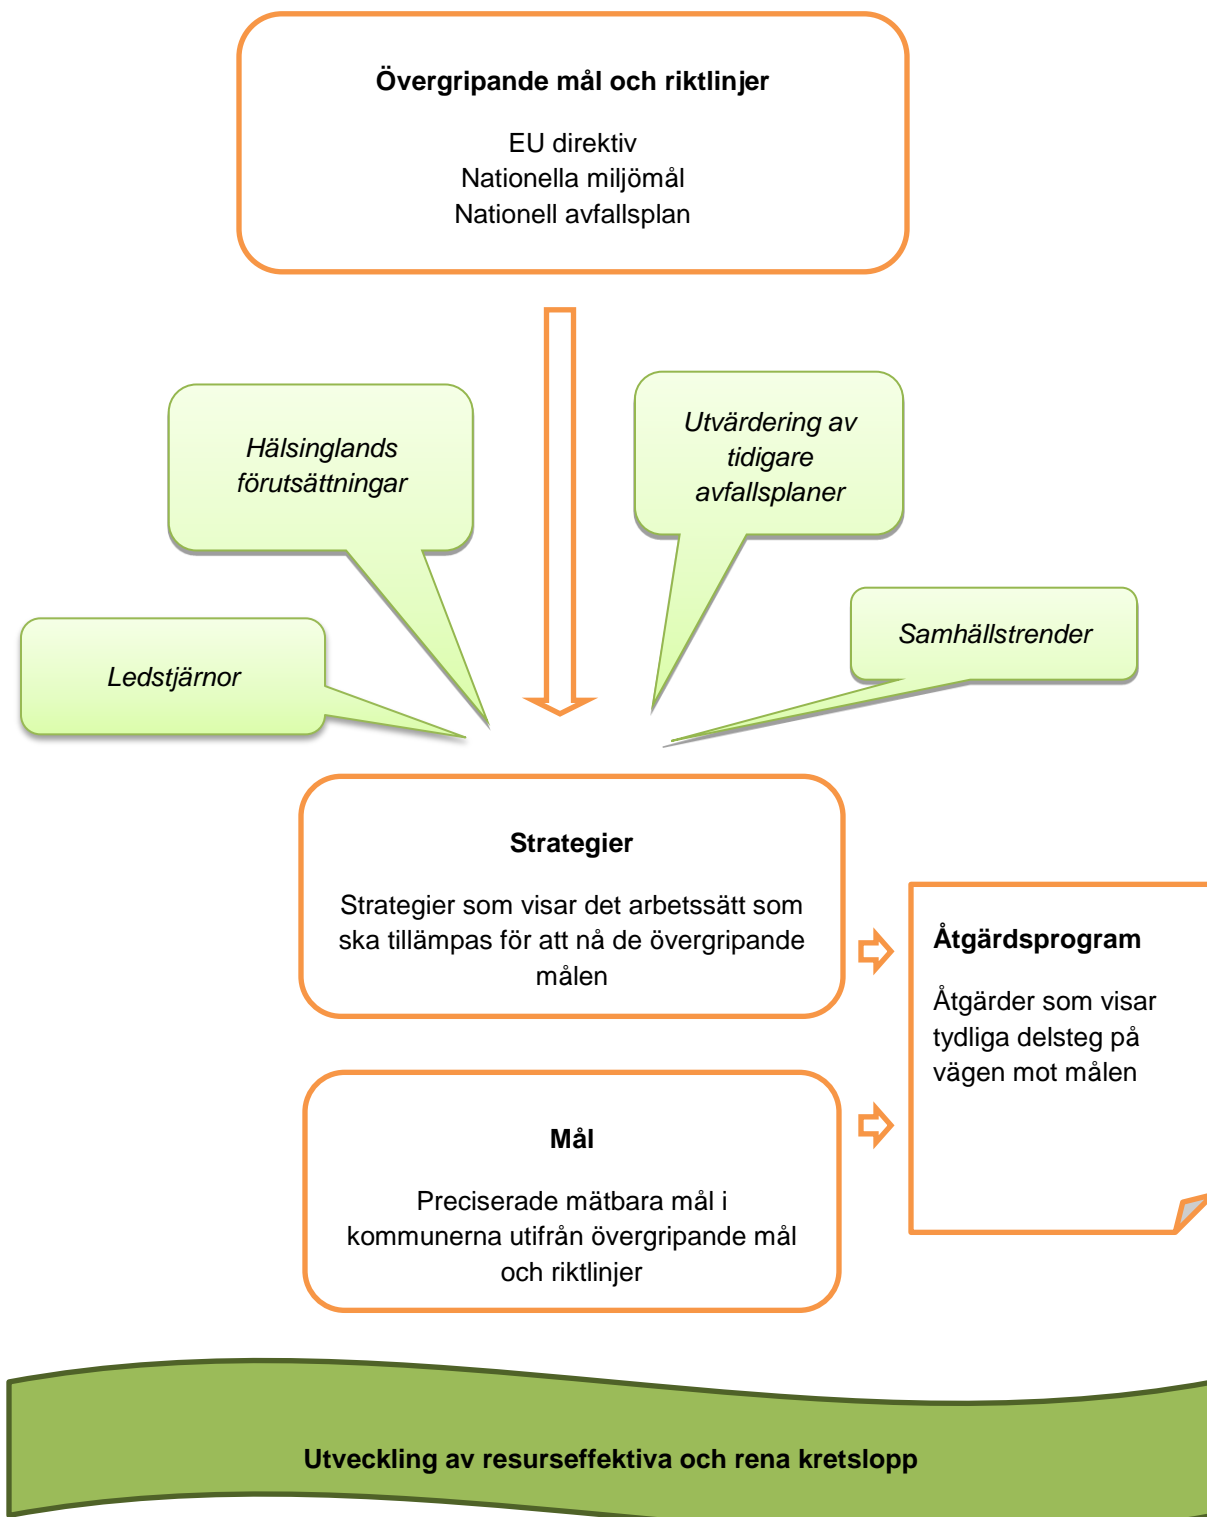 Övergripande mål och riktlinjer
EU direktiv
Nationella miljömål
Nationell avfallsplan
Hälsinglands
förutsättningar
Utvärdering av
tidigare
avfallsplaner
Ledstjärnor
Samhällstrender
Strategier
Strategier som visar det arbetssätt som
ska tillämpas för att nå de övergripande
målen
Åtgärdsprogram
Åtgärder som visar
tydliga delsteg på
vägen mot målen
Mål
Preciserade mätbara mål i
kommunerna utifrån övergripande mål
och riktlinjer
Utveckling av resurseffektiva och rena kretslopp